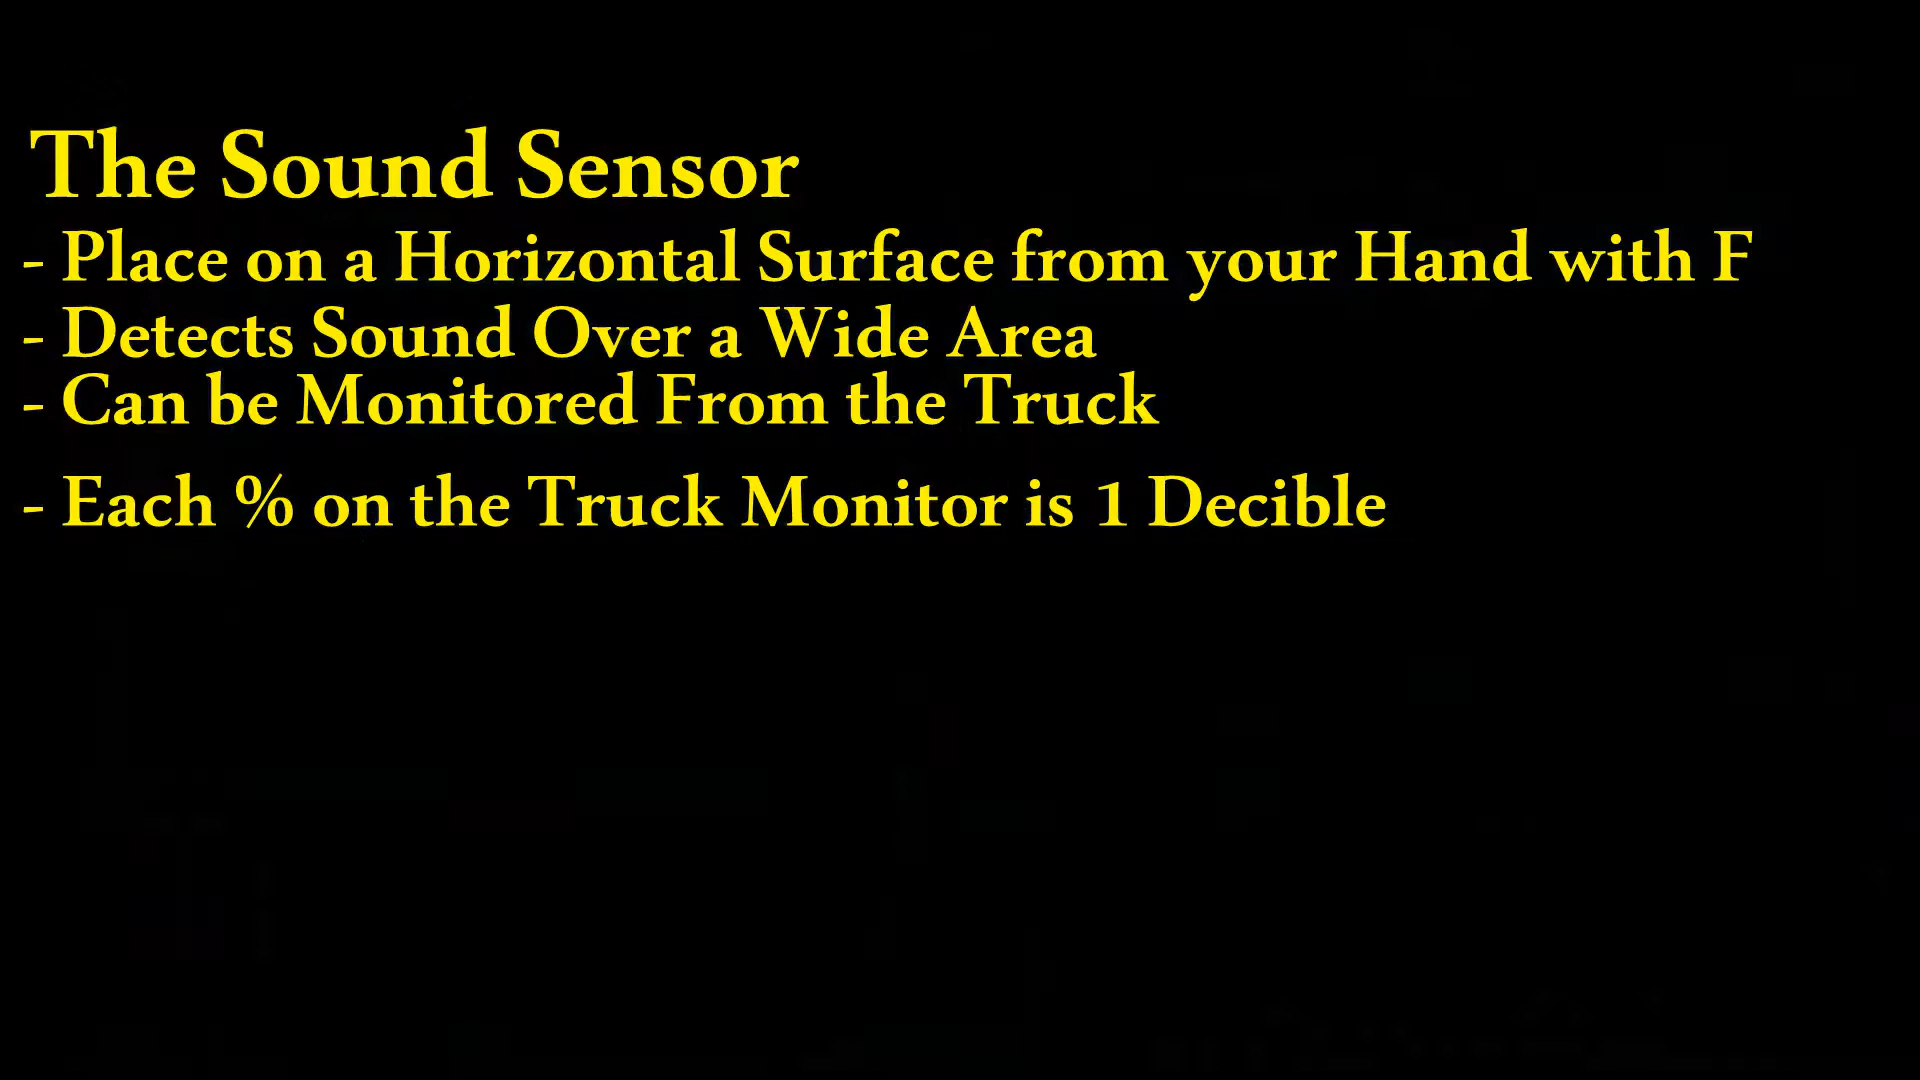 The Sound Sensor
- Place on a Horizontal Surface from your Hand with F
- Detects Sound Over a Wide Area
- Can be Monitored From the Truck
- Each % on the Truck Monitor is 1 Decible